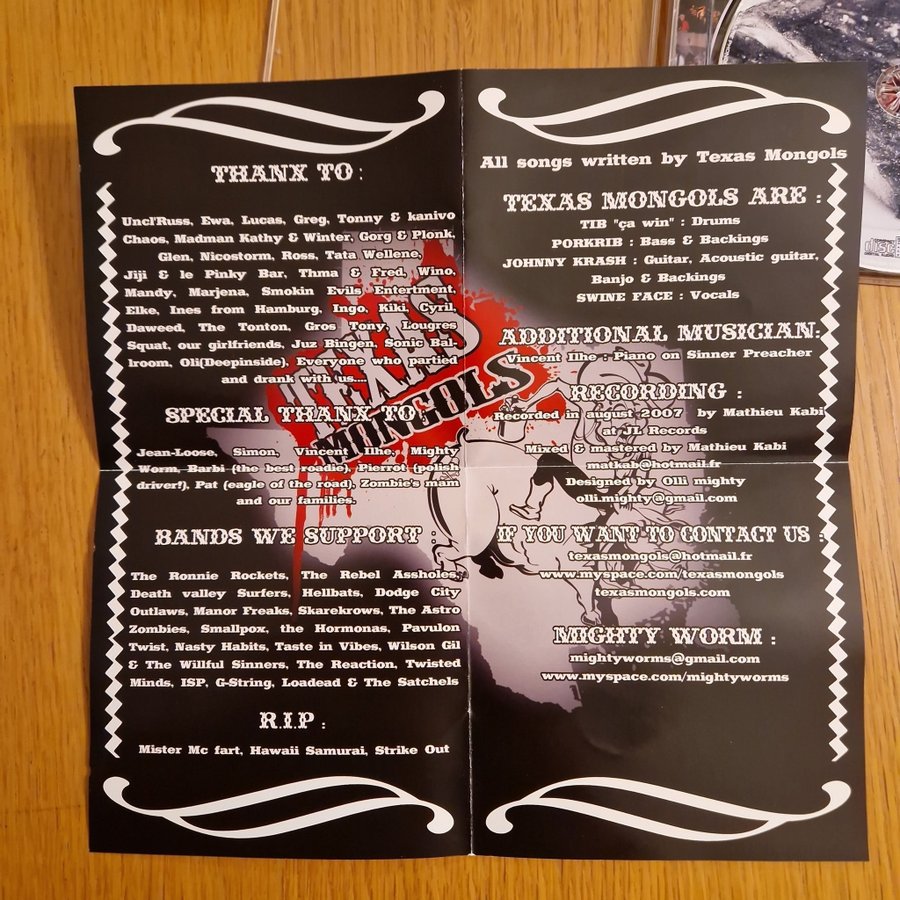 THANX TO :
Uncl'Russ, Ewa, Lucas, Greg, Tonny & kanivo
Chaos, Madman Kathy & Winter, Gorg & Plonk,
Glen, Nicostorm, Ross, Tata Wellene,
Jiji & le Pinky Bar, Thma & Fred, Wino,
Mandy, Marjena, Smokin Evils Entertment,
Elke, Ines from Hamburg, Ingo, Kiki, Cyril,
Daweed, The Tonton, Gros Tony, Lougres
Squat, our girlfriends, Juz Bingen, Sonic Bal-
lroom, Oli(Deepinside), Everyone who partied
and drank with us....
SPECIAL THANX TO :
Jean-Loose, Simon, Vincent Ilhe, Mighty
Worm, Barbi (the best roadie), Pierrot (polish
driver!), Pat (eagle of the road), Zombie's mam
and our families.
BANDS WE SUPPORT :
The Ronnie Rockets, The Rebel Assholes,
Death valley Surfers, Hellbats, Dodge City
Outlaws, Manor Freaks, Skarekrows, The Astro
Zombies, Smallpox, the Hormonas, Pavulon
Twist, Nasty Habits, Taste in Vibes, Wilson Gil
& The Willful Sinners, The Reaction, Twisted
Minds, ISP, G-String, Loadead & The Satchels
R.I.P :
Mister Mc fart, Hawaii Samurai, Strike Out
All songs written by Texas Mongols
TEXAS MONGOLS ARE :
TIB "ça win" : Drums
PORKRIB : Bass & Backings
JOHNNY KRASH : Guitar, Acoustic guitar,
Banjo & Backings
SWINE FACE : Vocals
ADDITIONAL MUSICIAN:
Vincent Ilhe : Piano on Sinner Preacher
RECORDING :
Recorded in august 2007 by Mathieu Kabi
at JL Records
Mixed & mastered by Mathieu Kabi
matkab@hotmail.fr
Designed by Olli mighty
olli.mighty@gmail.com
IF YOU WANT TO CONTACT US :
texasmongols@hotmail.fr
www.myspace.com/texasmongols
texasmongols.com
MIGHTY WORM :
mightyworms@gmail.com
www.myspace.com/mightyworms
TEXAS
MONGOLS